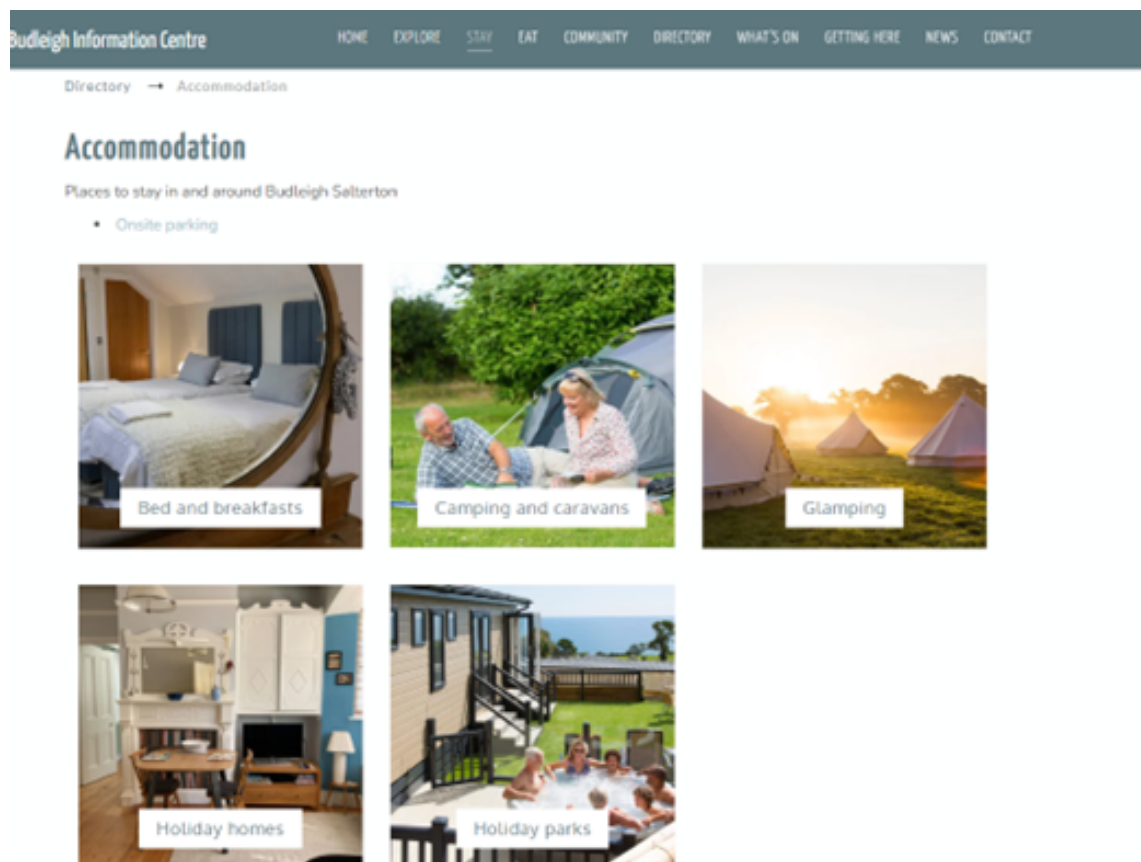 Budleigh Information Centre
HOME EXPLORE STAY EAT COMMUNITY DIRECTORY WHAT'S ON GETTING HERE NEWS CONTACT
Directory → Accommodation
Accommodation
Places to stay in and around Budleigh Salterton
• Onsite parking
Bed and breakfasts
Camping and caravans
Glamping
Holiday homes
Holiday parks